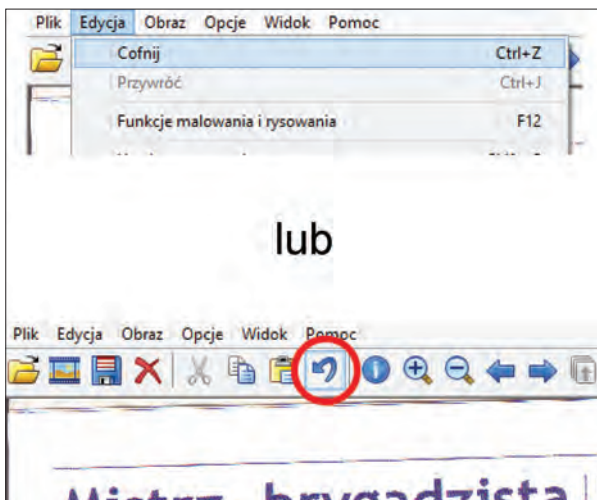 Plik Edycja Obraz Opcje Widok Pomoc
Cofnij Ctrl+Z
Przywróć Ctrl+J
Funkcje malowania i rysowania F12
lub
Plik Edycja Obraz Opcje Widok Pomoc
Mistrz brygadzista